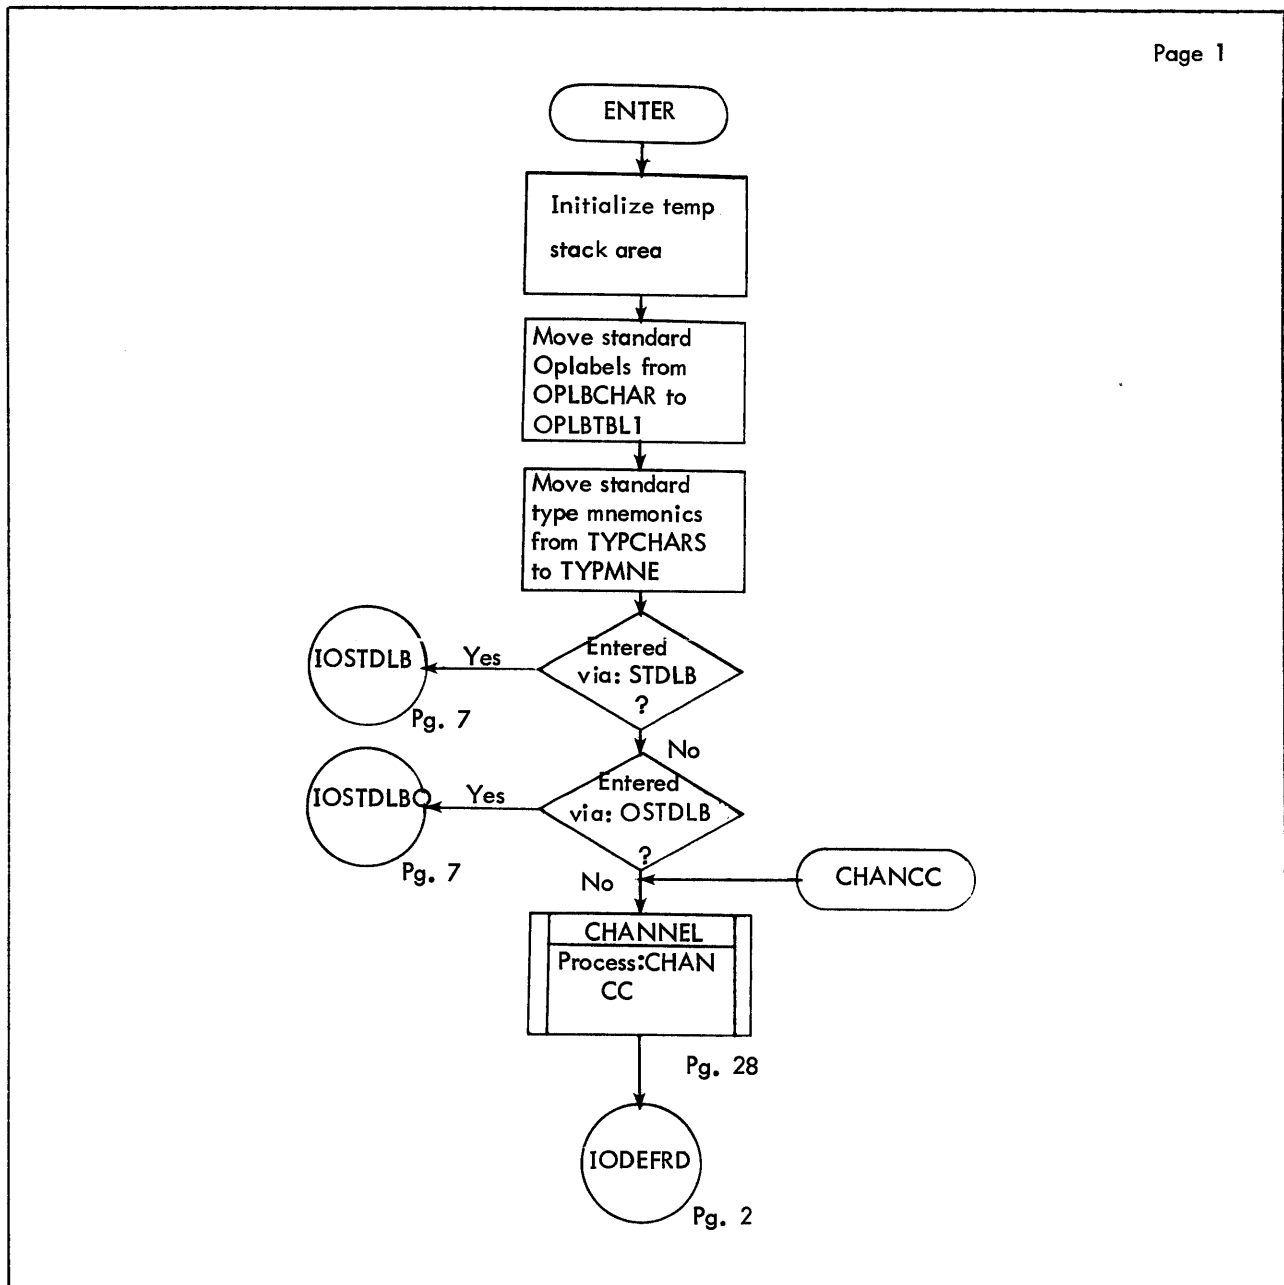 Page 1
ENTER
Initialize temp
stack area
Move standard
Oplabels from
OPLBCHAR to
OPLBTBL1
Move standard
type mnemonics
from TYPCHARS
to TYPMNE
Entered
via: STDLB
?
Yes
IOSTDLB
Pg. 7
No
Entered
via: OSTDLB
?
Yes
IOSTDLBO
Pg. 7
No
CHANCC
CHANNEL
Process:CHAN
CC
Pg. 28
IODEFRD
Pg. 2